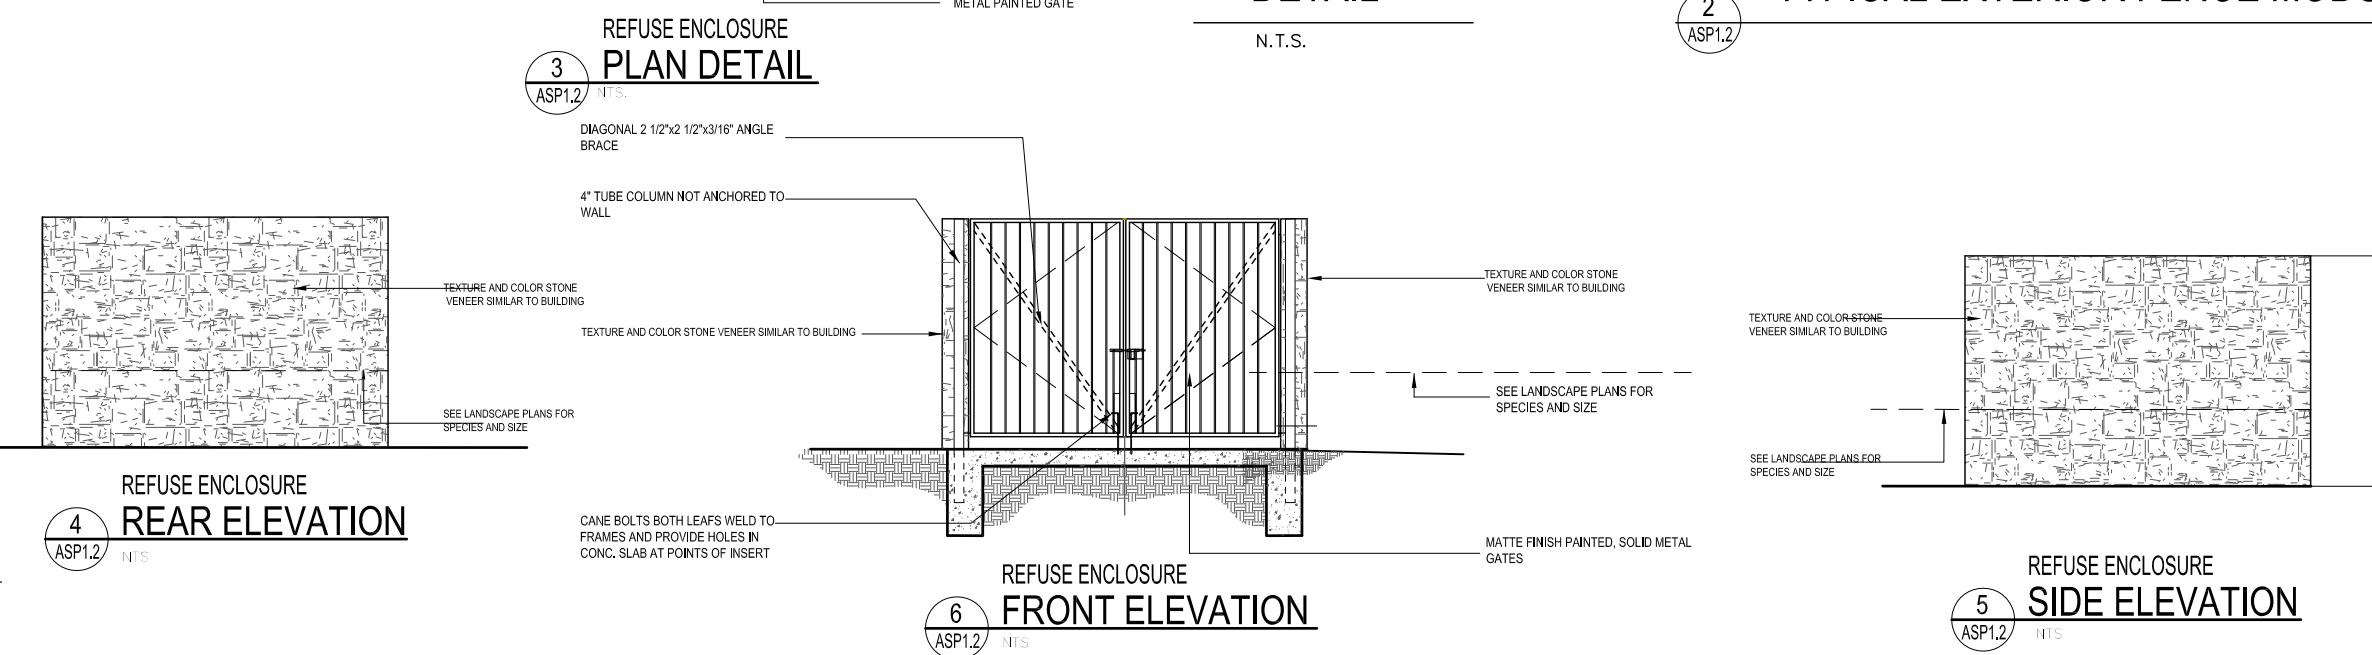 METAL PAINTED GATE
DETAIL
N.T.S.
2
ASP1.2
REFUSE ENCLOSURE
PLAN DETAIL
3
ASP1.2
NTS.
DIAGONAL 2 1/2"x2 1/2"x3/16" ANGLE
BRACE
4" TUBE COLUMN NOT ANCHORED TO
WALL
TEXTURE AND COLOR STONE
VENEER SIMILAR TO BUILDING
SEE LANDSCAPE PLANS FOR
SPECIES AND SIZE
REFUSE ENCLOSURE
REAR ELEVATION
4
ASP1.2
NTS
TEXTURE AND COLOR STONE VENEER SIMILAR TO BUILDING
CANE BOLTS BOTH LEAFS WELD TO
FRAMES AND PROVIDE HOLES IN
CONC. SLAB AT POINTS OF INSERT
TEXTURE AND COLOR STONE
VENEER SIMILAR TO BUILDING
SEE LANDSCAPE PLANS FOR
SPECIES AND SIZE
MATTE FINISH PAINTED, SOLID METAL
GATES
REFUSE ENCLOSURE
FRONT ELEVATION
6
ASP1.2
NTS
TEXTURE AND COLOR STONE
VENEER SIMILAR TO BUILDING
SEE LANDSCAPE PLANS FOR
SPECIES AND SIZE
REFUSE ENCLOSURE
SIDE ELEVATION
5
ASP1.2
NTS